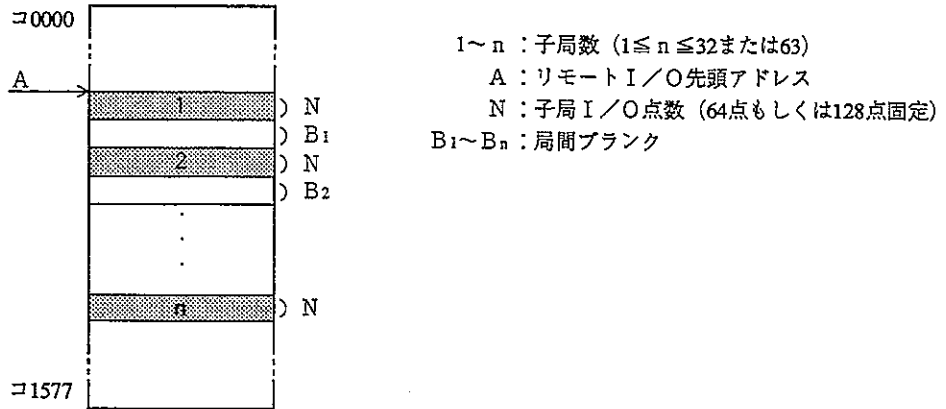 コ0000
A
1
N
B1
2
N
B2
n
N
コ1577
1～n：子局数（1≦n≦32または63）
A：リモートI／O先頭アドレス
N：子局I／O点数（64点もしくは128点固定）
B1～Bn：局間ブランク